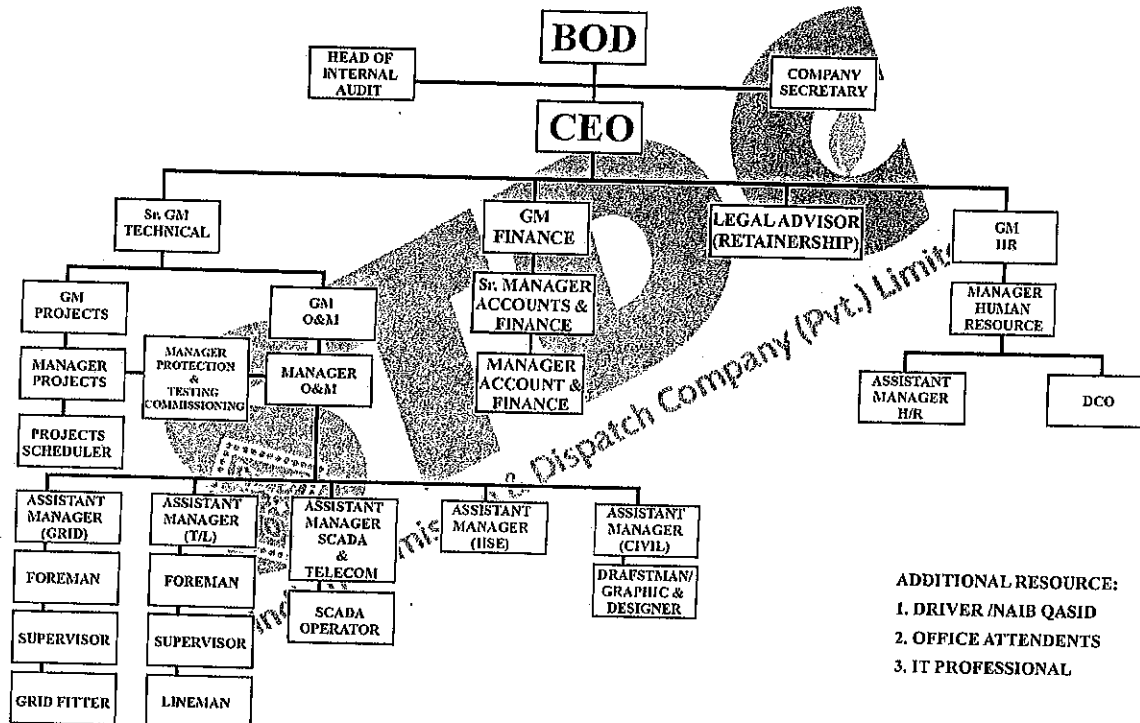 BOD
HEAD OF
INTERNAL
AUDIT
COMPANY
SECRETARY
CEO
Sr. GM
TECHNICAL
GM
FINANCE
LEGAL ADVISOR
(RETAINERSHIP)
GM
HR
GM
PROJECTS
GM
O&M
Sr. MANAGER
ACCOUNTS &
FINANCE
MANAGER
HUMAN
RESOURCE
MANAGER
PROJECTS
MANAGER
PROTECTION
&
TESTING
COMMISSIONING
MANAGER
O&M
MANAGER
ACCOUNT &
FINANCE
ASSISTANT
MANAGER
H/R
DCO
PROJECTS
SCHEDULER
ASSISTANT
MANAGER
(GRID)
ASSISTANT
MANAGER
(T/L)
ASSISTANT
MANAGER
SCADA
&
TELECOM
ASSISTANT
MANAGER
(HSE)
ASSISTANT
MANAGER
(CIVIL)
FOREMAN
FOREMAN
SCADA
OPERATOR
DRAFSTMAN/
GRAPHIC &
DESIGNER
SUPERVISOR
SUPERVISOR
GRID FITTER
LINEMAN
ADDITIONAL RESOURCE:
1. DRIVER /NAIB QASID
2. OFFICE ATTENDENTS
3. IT PROFESSIONAL
STDC
& Dispatch Company (Pvt.) Limite